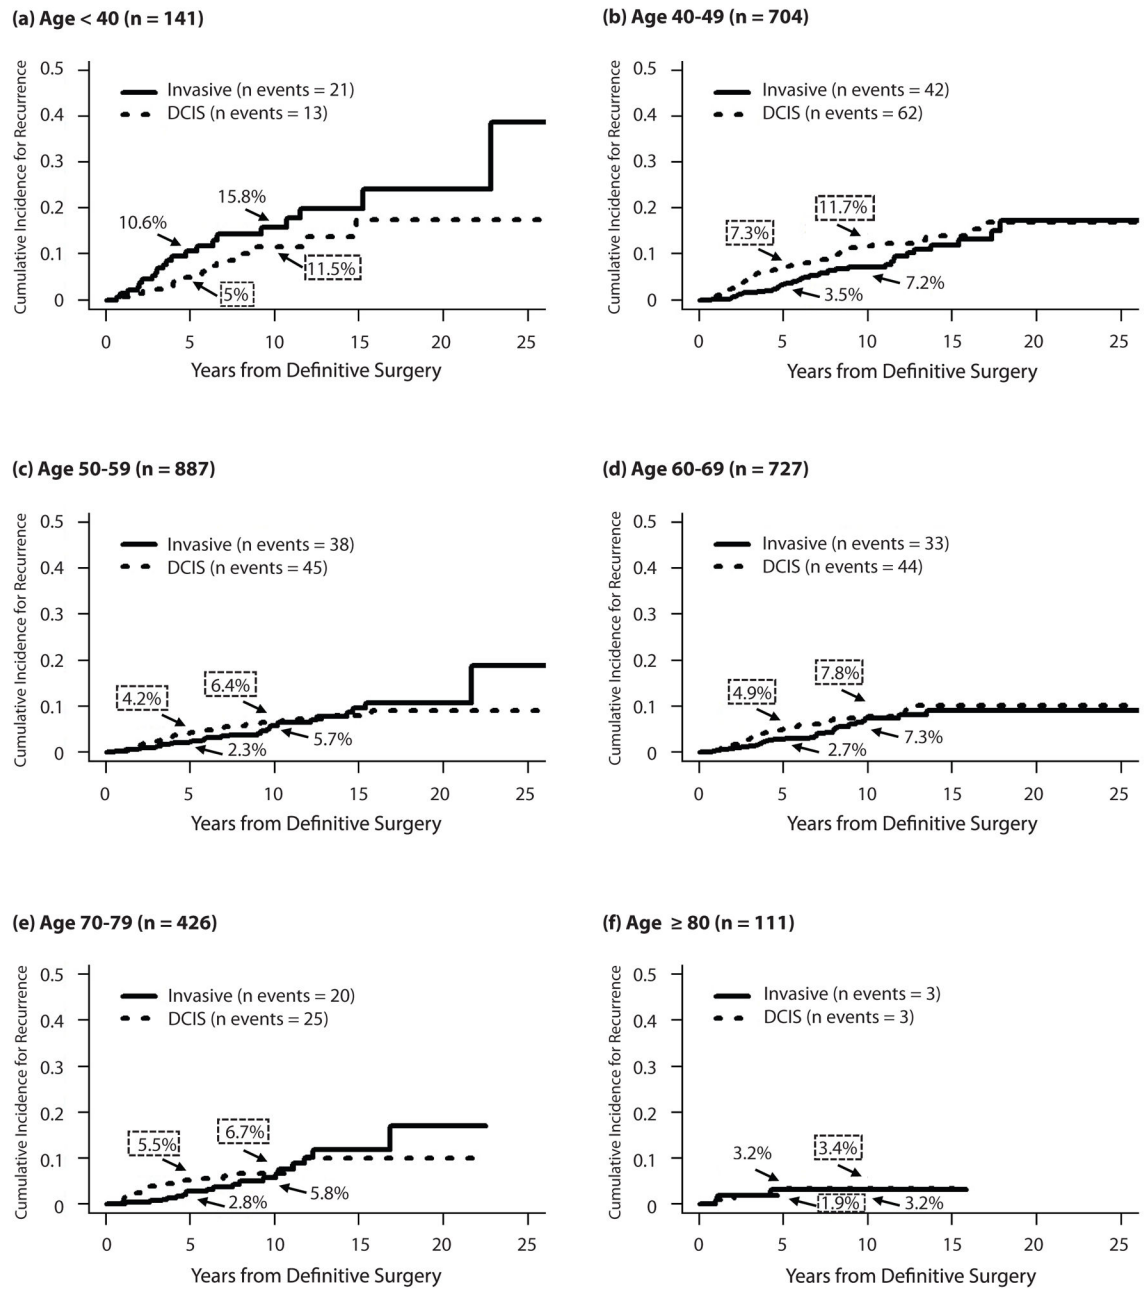 (a) Age < 40 (n = 141)
Cumulative Incidence for Recurrence
0.5
0.4
0.3
0.2
0.1
0
Invasive (n events = 21)
DCIS (n events = 13)
10.6%
15.8%
11.5%
5%
0 5 10 15 20 25
Years from Definitive Surgery
(b) Age 40-49 (n = 704)
Cumulative Incidence for Recurrence
0.5
0.4
0.3
0.2
0.1
0
Invasive (n events = 42)
DCIS (n events = 62)
7.3%
11.7%
3.5%
7.2%
0 5 10 15 20 25
Years from Definitive Surgery
(c) Age 50-59 (n = 887)
Cumulative Incidence for Recurrence
0.5
0.4
0.3
0.2
0.1
0
Invasive (n events = 38)
DCIS (n events = 45)
4.2%
6.4%
2.3%
5.7%
0 5 10 15 20 25
Years from Definitive Surgery
(d) Age 60-69 (n = 727)
Cumulative Incidence for Recurrence
0.5
0.4
0.3
0.2
0.1
0
Invasive (n events = 33)
DCIS (n events = 44)
4.9%
7.8%
2.7%
7.3%
0 5 10 15 20 25
Years from Definitive Surgery
(e) Age 70-79 (n = 426)
Cumulative Incidence for Recurrence
0.5
0.4
0.3
0.2
0.1
0
Invasive (n events = 20)
DCIS (n events = 25)
5.5%
6.7%
2.8%
5.8%
0 5 10 15 20 25
Years from Definitive Surgery
(f) Age ≥ 80 (n = 111)
Cumulative Incidence for Recurrence
0.5
0.4
0.3
0.2
0.1
0
Invasive (n events = 3)
DCIS (n events = 3)
3.2%
3.4%
1.9%
3.2%
0 5 10 15 20 25
Years from Definitive Surgery